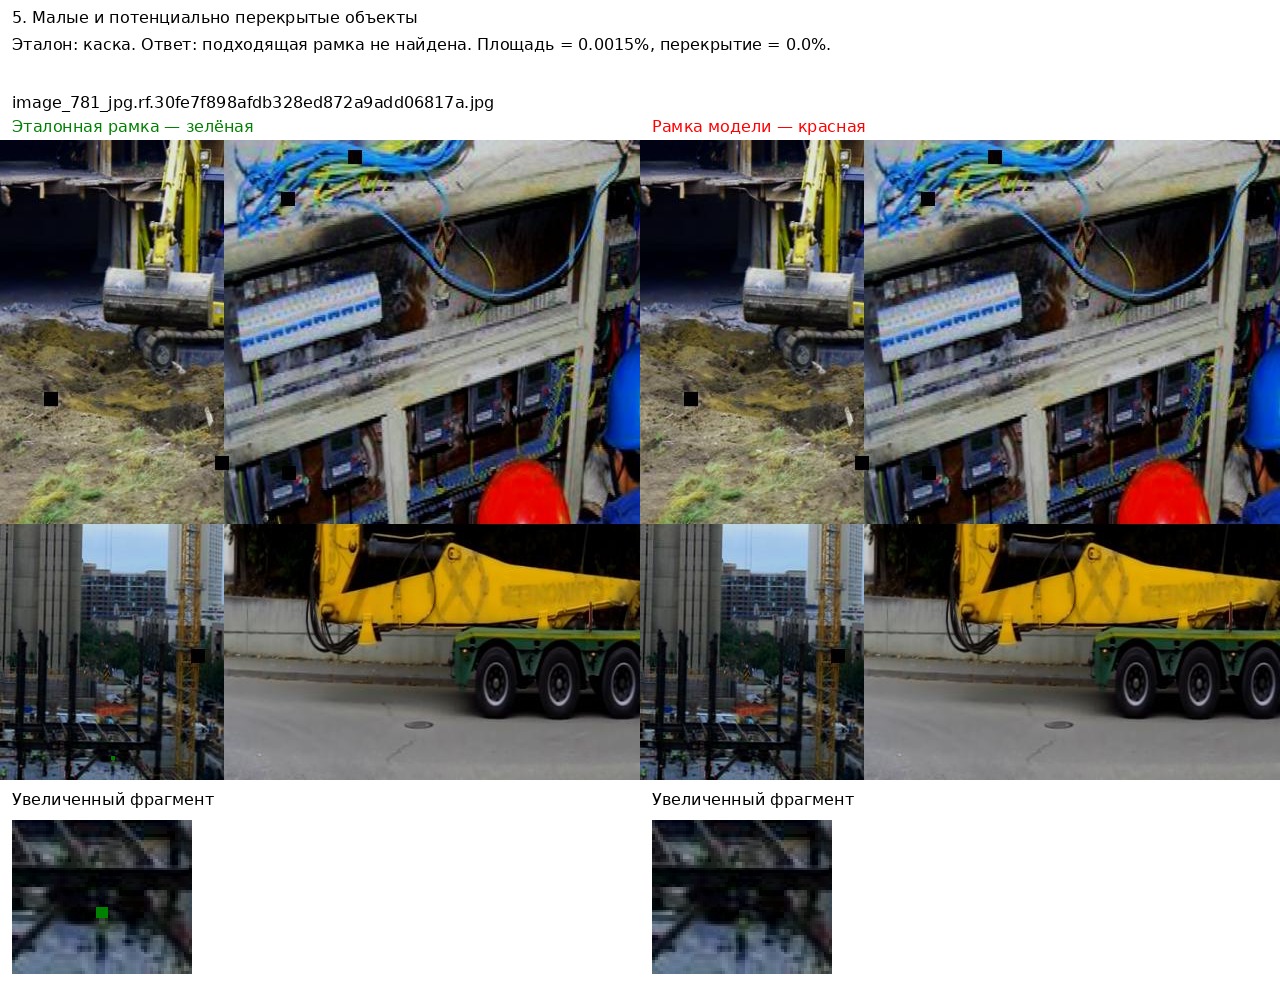 5. Малые и потенциально перекрытые объекты
Эталон: каска. Ответ: подходящая рамка не найдена. Площадь = 0.0015%, перекрытие = 0.0%.
image_781_jpg.rf.30fe7f898afdb328ed872a9add06817a.jpg
Эталонная рамка — зелёная
Рамка модели — красная
Увеличенный фрагмент
Увеличенный фрагмент